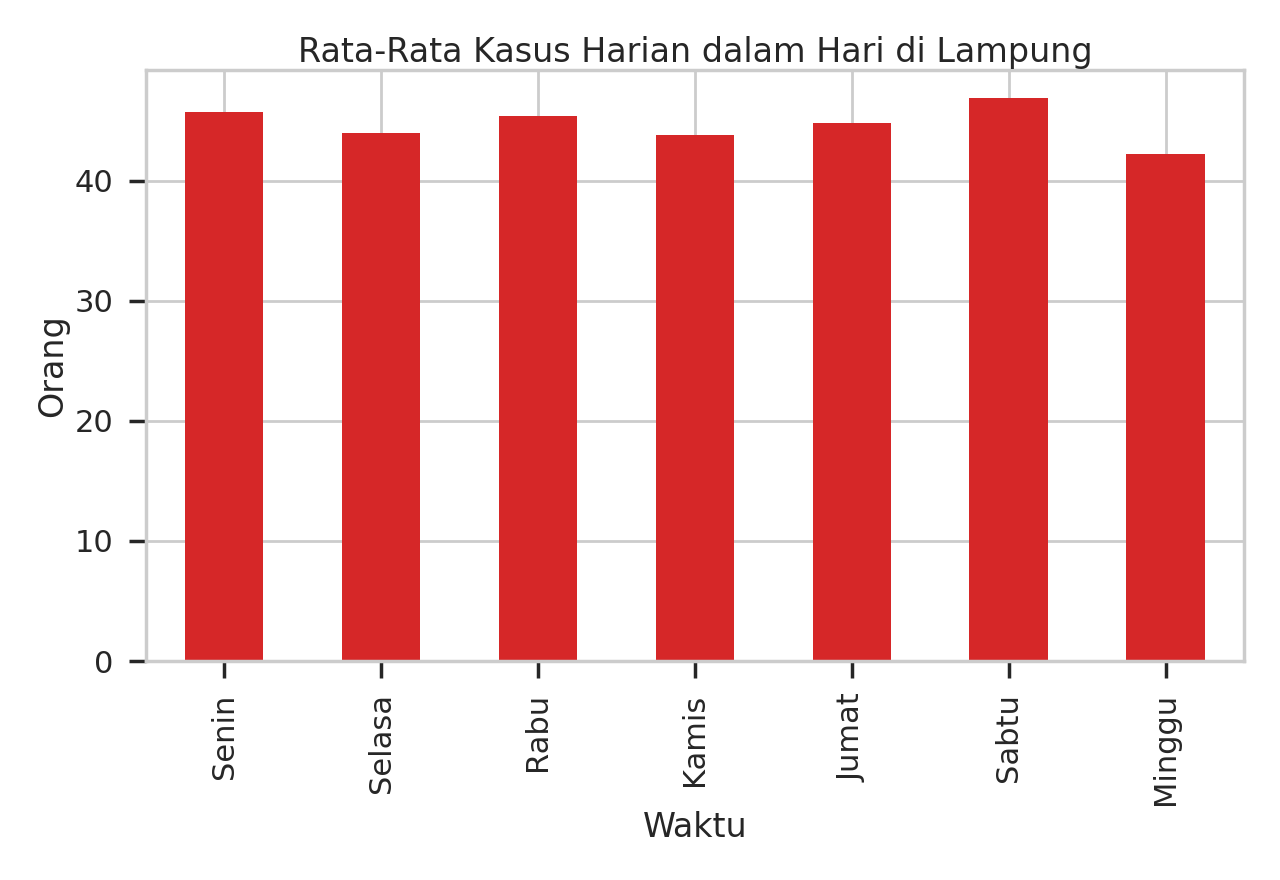 Rata-Rata Kasus Harian dalam Hari di Lampung
Orang
40
30
20
10
0
Senin
Selasa
Rabu
Kamis
Jumat
Sabtu
Minggu
Waktu